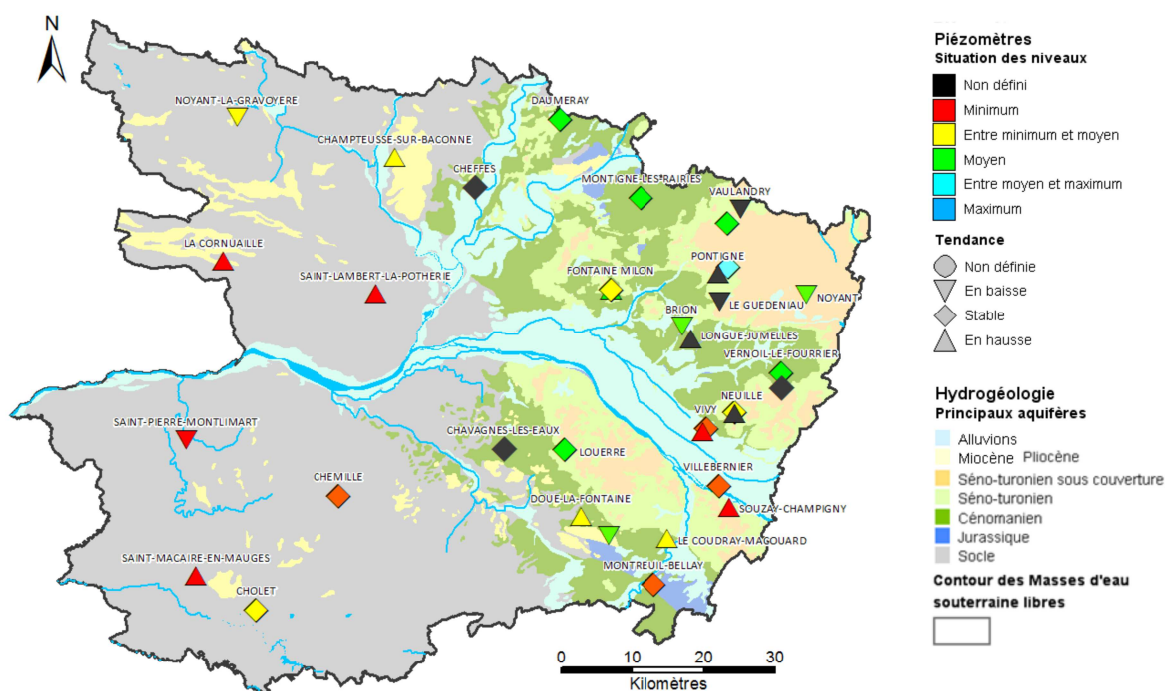 N
NOYANT-LA-GRAVOYERE
DAUMERAY
CHAMPTEUSSE-SUR-BACONNE
CHEFFES
MONTIGNE-LES-RAIRIES
VAULANDRY
LA CORNUAILLE
PONTIGNE
SAINT-LAMBERT-LA-POTHERIE
FONTAINE MILON
LE GUEDENIAU
NOYANT
BRION
LONGUE-JUMELLES
VERNOIL-LE-FOURRIER
NEUILLE
VIVY
SAINT-PIERRE-MONTLIMART
CHAVAGNES-LES-EAUX
LOUERRE
VILLEBERNIER
CHEMILLE
DOUE-LA-FONTAINE
SOUZAY-CHAMPIGNY
LE COUDRAY-MACOUARD
SAINT-MACAIRE-EN-MAUGES
MONTREUIL-BELLAY
CHOLET
0 10 20 30
Kilomètres
Piézomètres
Situation des niveaux
Non défini
Minimum
Entre minimum et moyen
Moyen
Entre moyen et maximum
Maximum
Tendance
Non définie
En baisse
Stable
En hausse
Hydrogéologie
Principaux aquifères
Alluvions
Miocène Pliocène
Séno-turonien sous couverture
Séno-turonien
Cénomanien
Jurassique
Socle
Contour des Masses d'eau
souterraine libres